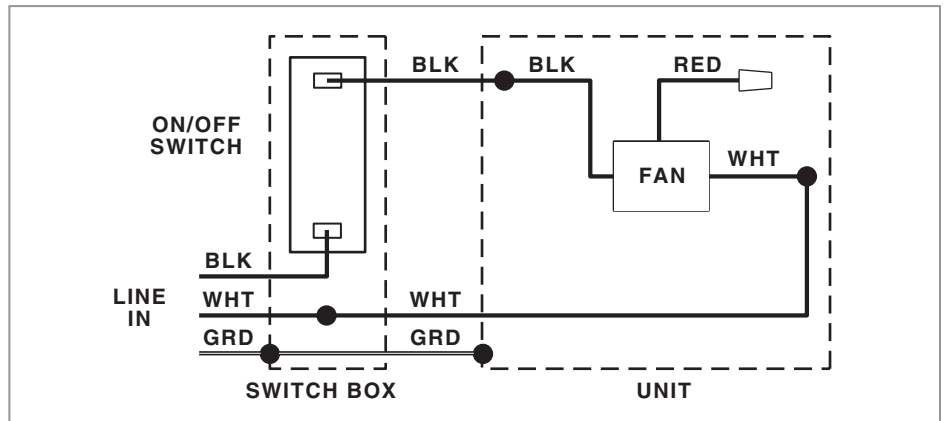 BLK BLK RED
ON/OFF
SWITCH
WHT
FAN
BLK
LINE
IN
WHT WHT
GRD GRD
SWITCH BOX UNIT